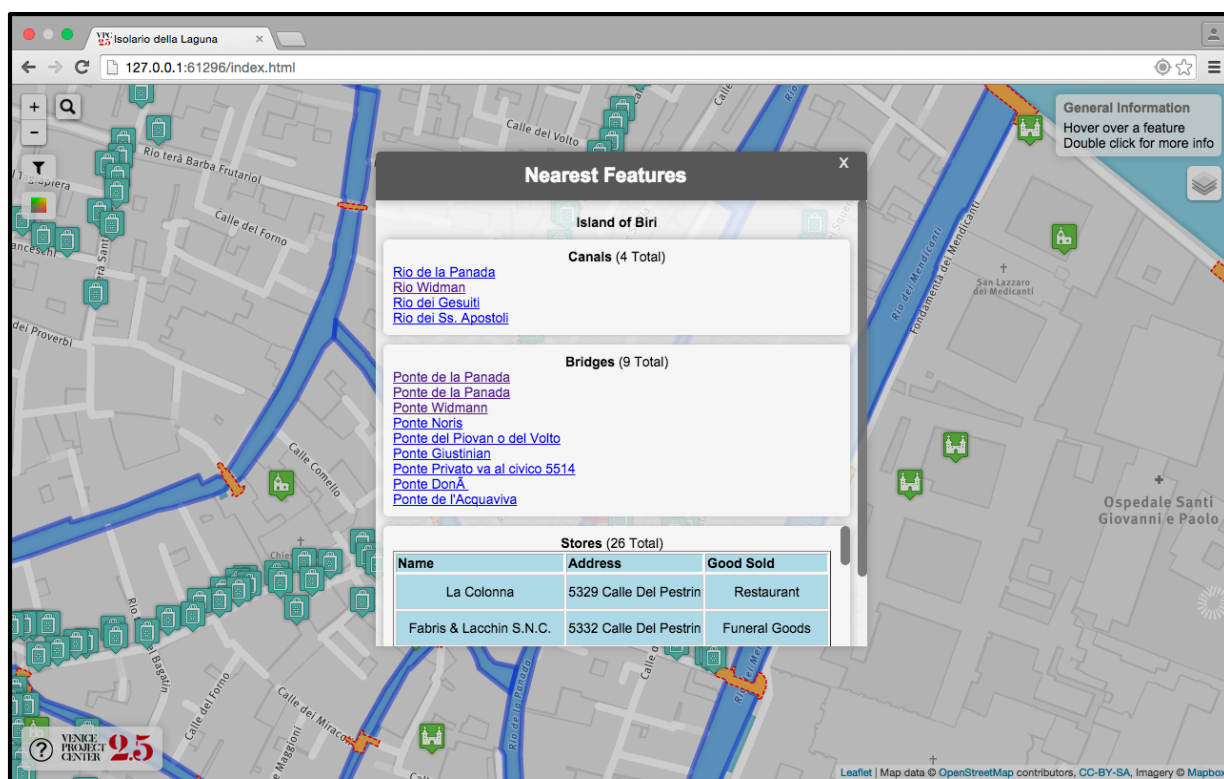 VPC 2.5 Isolario della Laguna
127.0.0.1:61296/index.html
+
−
General Information
Hover over a feature
Double click for more info
Calle del Volto
Rio terà Barba Frutariol
Calle del Forno
dei Proverbi
Calle Comello
Rio dei Mendicanti
Fondamenta dei Mendicanti
San Lazzaro
dei Medicanti
Ospedale Santi
Giovanni e Paolo
Nearest Features
X
Island of Biri
Canals (4 Total)
Rio de la Panada
Rio Widman
Rio dei Gesuiti
Rio dei Ss. Apostoli
Bridges (9 Total)
Ponte de la Panada
Ponte de la Panada
Ponte Widmann
Ponte Noris
Ponte del Piovan o del Volto
Ponte Giustinian
Ponte Privato va al civico 5514
Ponte DonÃ
Ponte de l'Acquaviva
Stores (26 Total)
Name Address Good Sold
La Colonna 5329 Calle Del Pestrin Restaurant
Fabris & Lacchin S.N.C. 5332 Calle Del Pestrin Funeral Goods
Calle del Forno
Calle dei Miracoli
Maggioni
Rio de la Panada
?
VENICE
PROJECT
CENTER
2.5
Leaflet | Map data © OpenStreetMap contributors, CC-BY-SA, Imagery © Mapbox